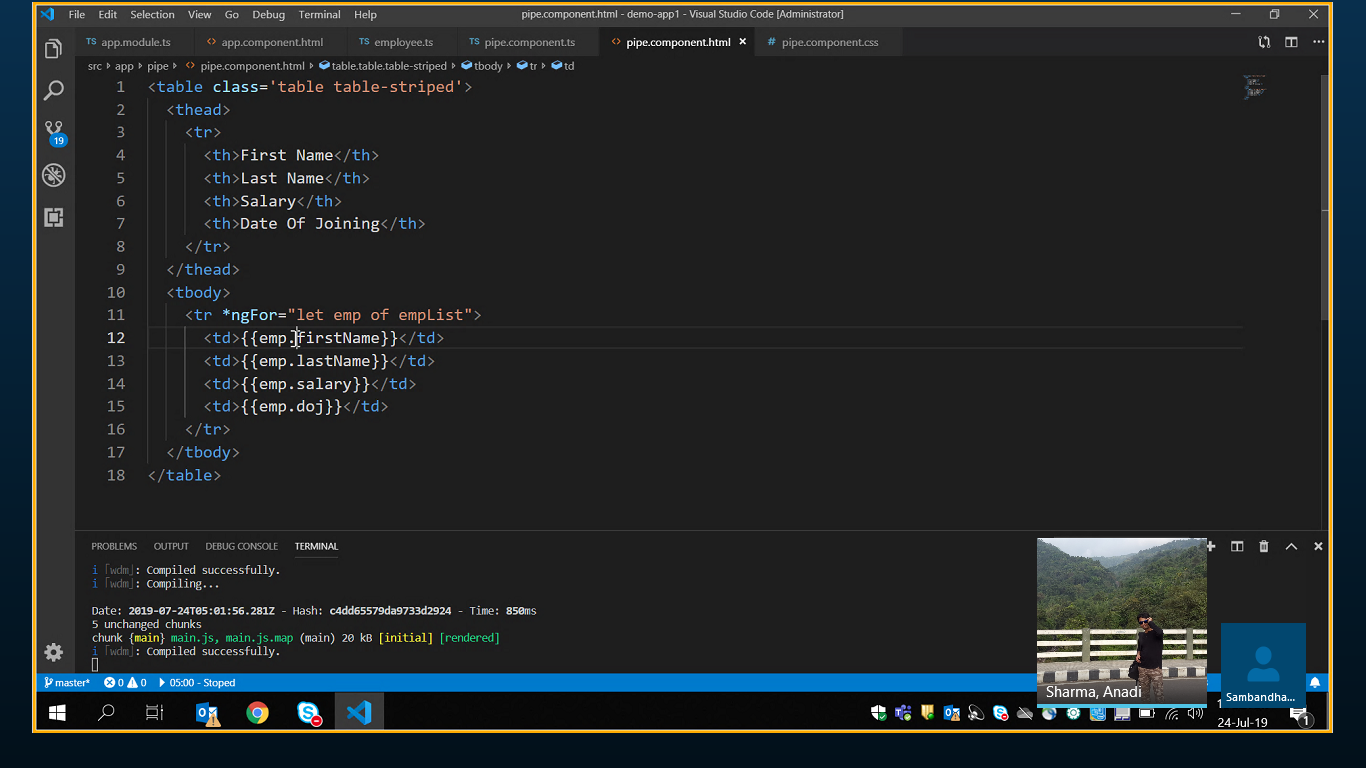 File Edit Selection View Go Debug Terminal Help pipe.component.html - demo-app1 - Visual Studio Code [Administrator]
TS app.module.ts <> app.component.html TS employee.ts TS pipe.component.ts <> pipe.component.html × # pipe.component.css
src > app > pipe > <> pipe.component.html > table.table.table-striped > tbody > tr > td
1 <table class='table table-striped'>
2 <thead>
3 <tr>
4 <th>First Name</th>
5 <th>Last Name</th>
6 <th>Salary</th>
7 <th>Date Of Joining</th>
8 </tr>
9 </thead>
10 <tbody>
11 <tr *ngFor="let emp of empList">
12 <td>{{emp.firstName}}</td>
13 <td>{{emp.lastName}}</td>
14 <td>{{emp.salary}}</td>
15 <td>{{emp.doj}}</td>
16 </tr>
17 </tbody>
18 </table>
19
PROBLEMS OUTPUT DEBUG CONSOLE TERMINAL
i ｢wdm｣: Compiled successfully.
i ｢wdm｣: Compiling...
Date: 2019-07-24T05:01:56.281Z - Hash: c4dd65579da9733d2924 - Time: 850ms
5 unchanged chunks
chunk {main} main.js, main.js.map (main) 20 kB [initial] [rendered]
i ｢wdm｣: Compiled successfully.
master* 0 0 05:00 - Stoped
Sharma, Anadi
Sambandha...
24-Jul-19
1